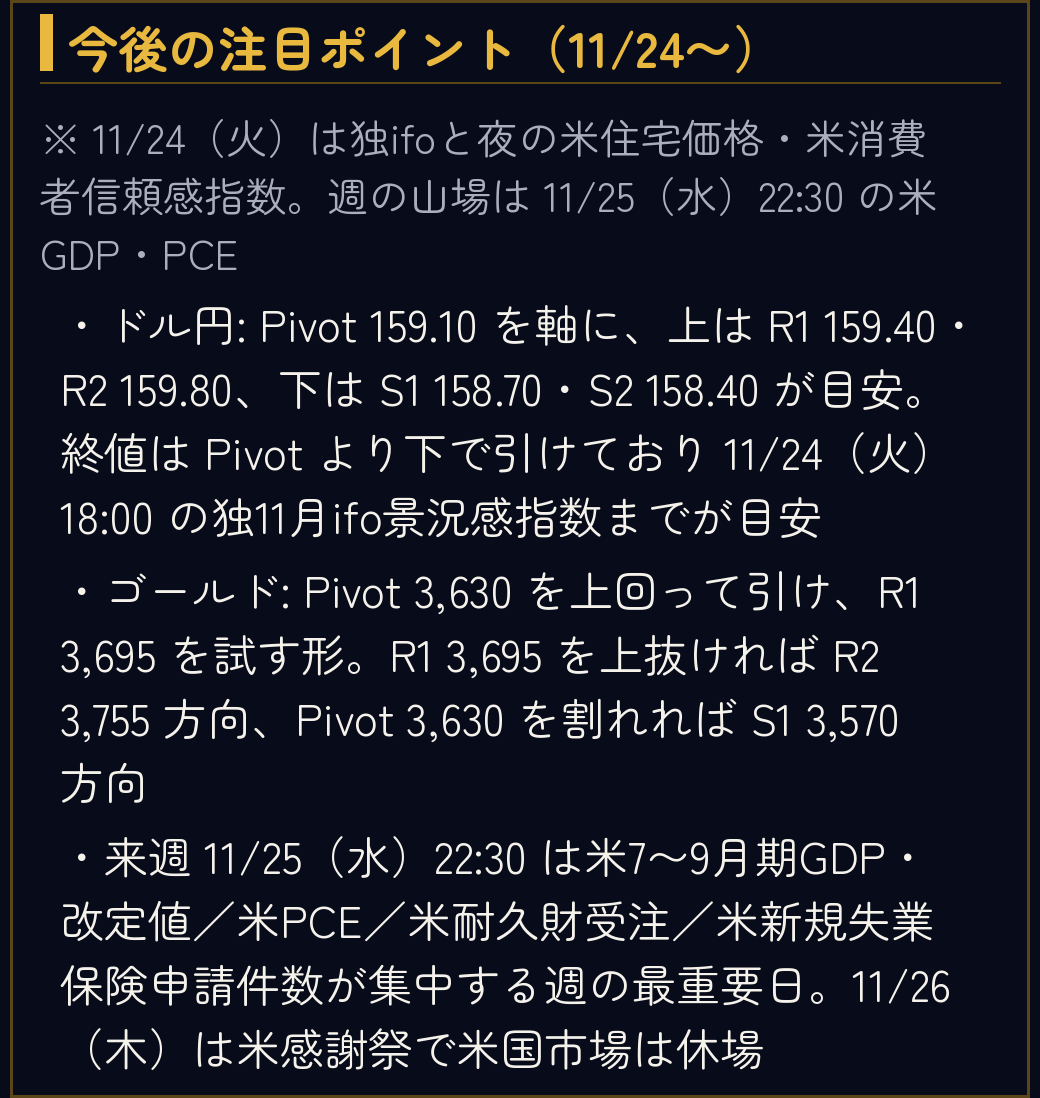 今後の注目ポイント（11/24〜）
※ 11/24（火）は独ifoと夜の米住宅価格・米消費
者信頼感指数。週の山場は 11/25（水）22:30 の米
GDP・PCE
・ドル円: Pivot 159.10 を軸に、上は R1 159.40・
R2 159.80、下は S1 158.70・S2 158.40 が目安。
終値は Pivot より下で引けており 11/24（火）
18:00 の独11月ifo景況感指数までが目安
・ゴールド: Pivot 3,630 を上回って引け、R1
3,695 を試す形。R1 3,695 を上抜ければ R2
3,755 方向、Pivot 3,630 を割れれば S1 3,570
方向
・来週 11/25（水）22:30 は米7〜9月期GDP・
改定値／米PCE／米耐久財受注／米新規失業
保険申請件数が集中する週の最重要日。11/26
（木）は米感謝祭で米国市場は休場